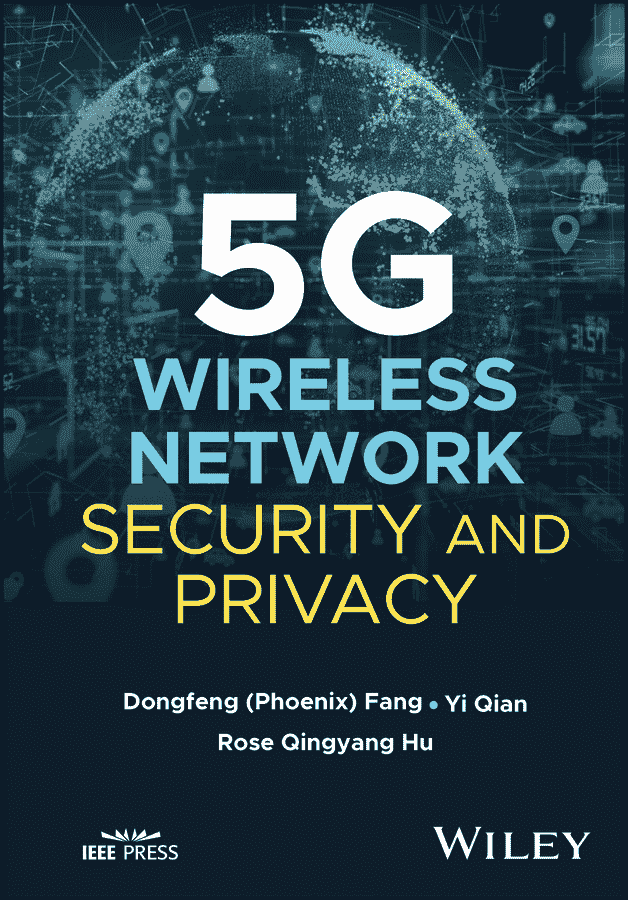 5G
WIRELESS
NETWORK
SECURITY AND
PRIVACY
Dongfeng (Phoenix) Fang • Yi Qian
Rose Qingyang Hu
IEEE PRESS
WILEY